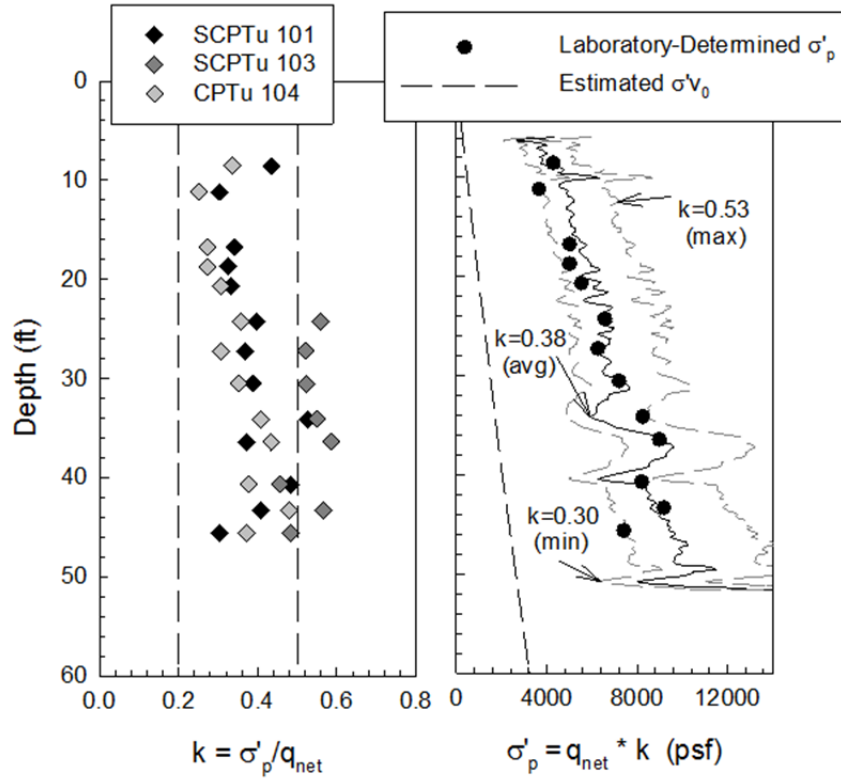 SCPTu 101
SCPTu 103
CPTu 104
Laboratory-Determined σ'p
Estimated σ'v0
0
10
20
30
40
50
60
Depth (ft)
0.0 0.2 0.4 0.6 0.8
k = σ'p/qnet
k=0.53
(max)
k=0.38
(avg)
k=0.30
(min)
0 4000 8000 12000
σ'p = qnet * k (psf)